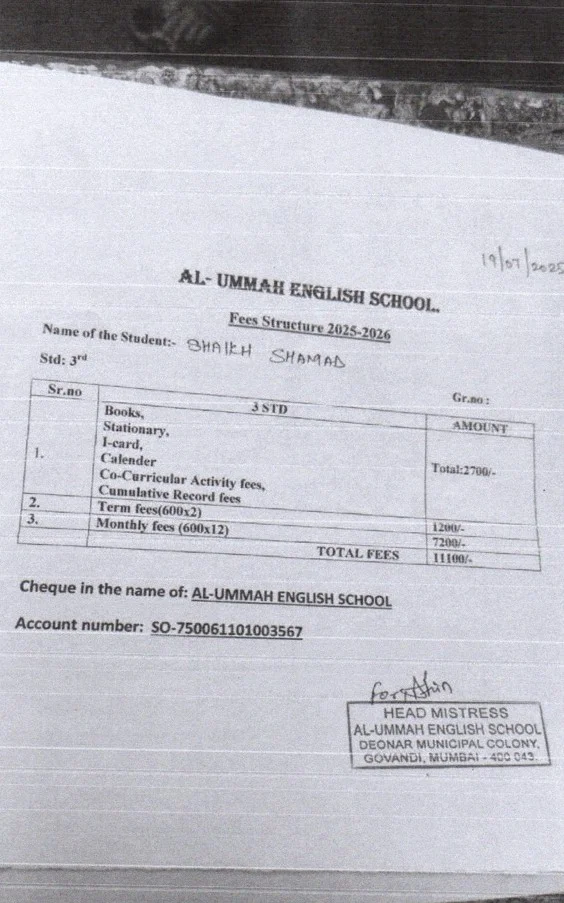 19/07/2025
AL- UMMAH ENGLISH SCHOOL.
Fees Structure 2025-2026
Name of the Student:- SHAIKH SHAMAD
Std: 3rd
Gr.no :
Sr.no 3 STD AMOUNT
1. Books,
Stationary,
I-card,
Calender
Co-Curricular Activity fees,
Cumulative Record fees
Total:2700/-
2. Term fees(600x2) 1200/-
3. Monthly fees (600x12) 7200/-
TOTAL FEES 11100/-
Cheque in the name of: AL-UMMAH ENGLISH SCHOOL
Account number: SO-750061101003567
For
HEAD MISTRESS
AL-UMMAH ENGLISH SCHOOL
DEONAR MUNICIPAL COLONY,
GOVANDI, MUMBAI - 400 043.